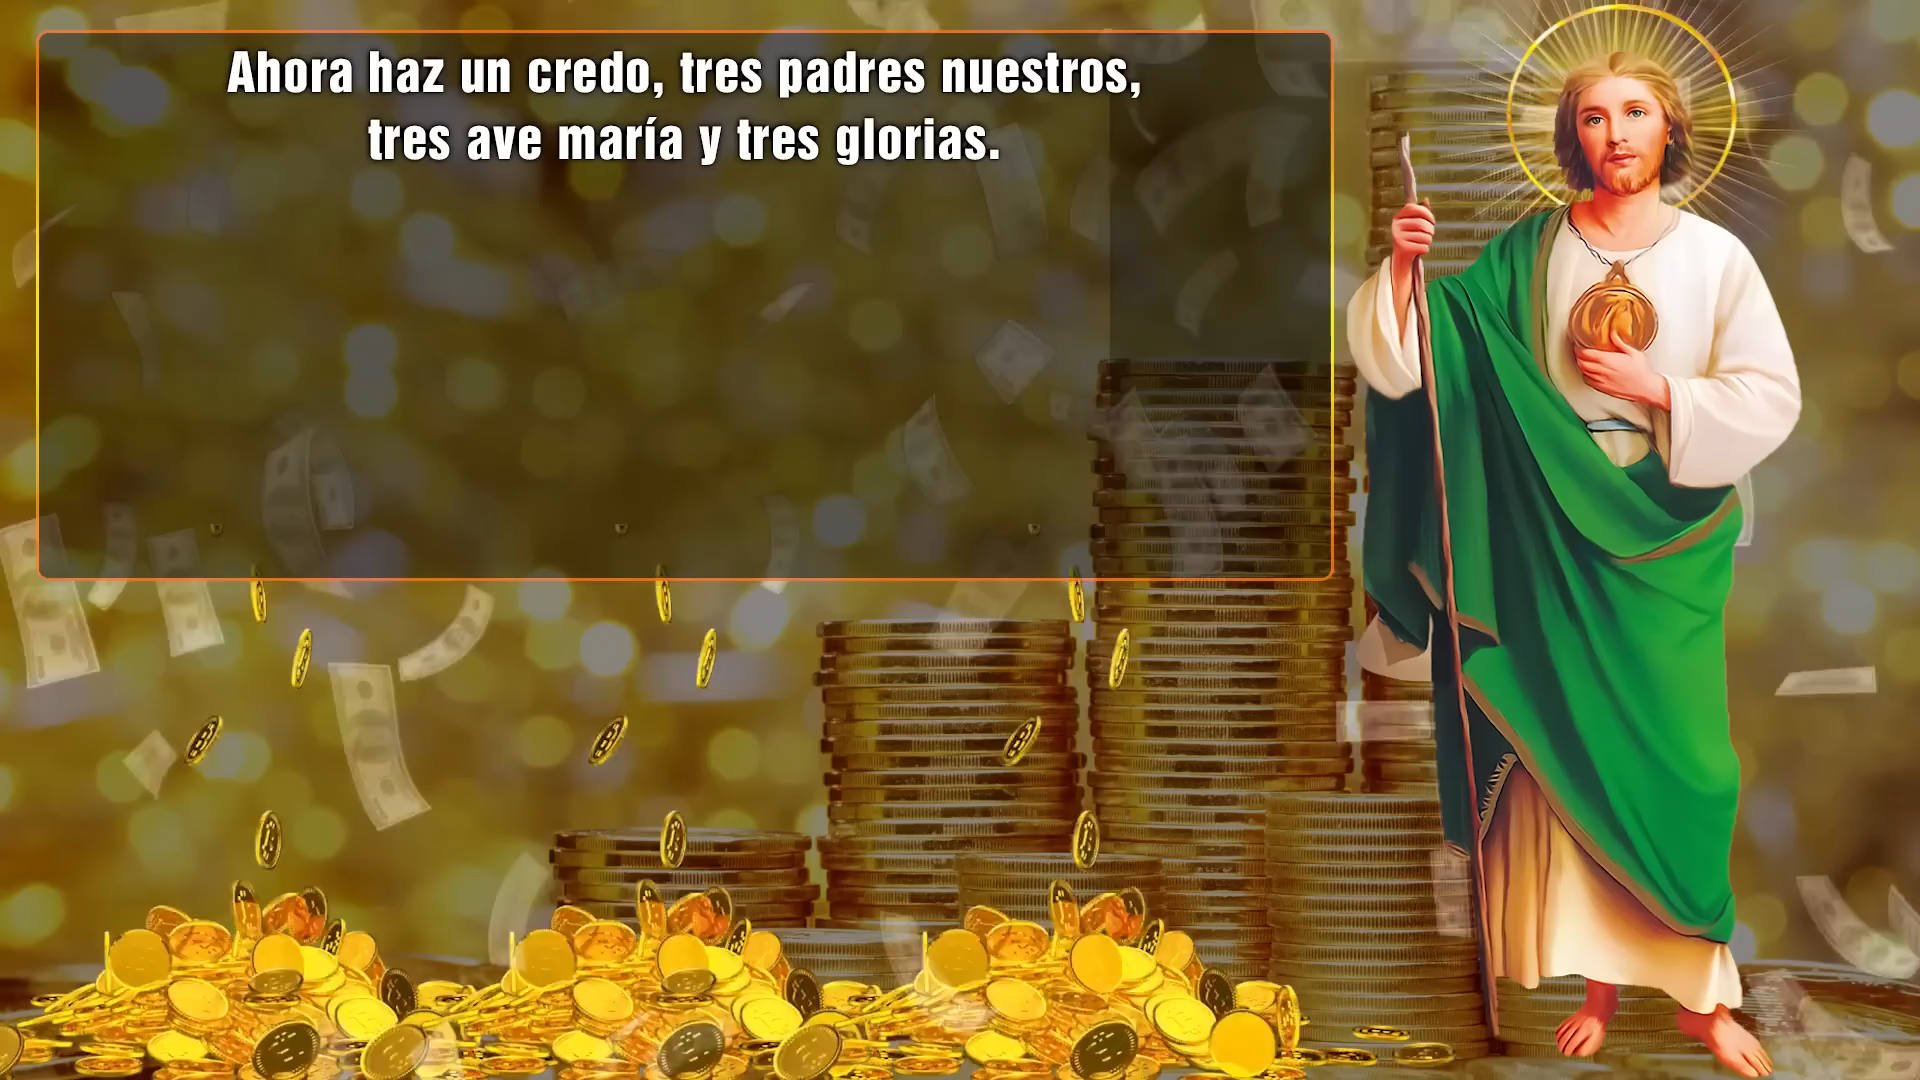 Ahora haz un credo, tres padres nuestros,
tres ave maría y tres glorias.